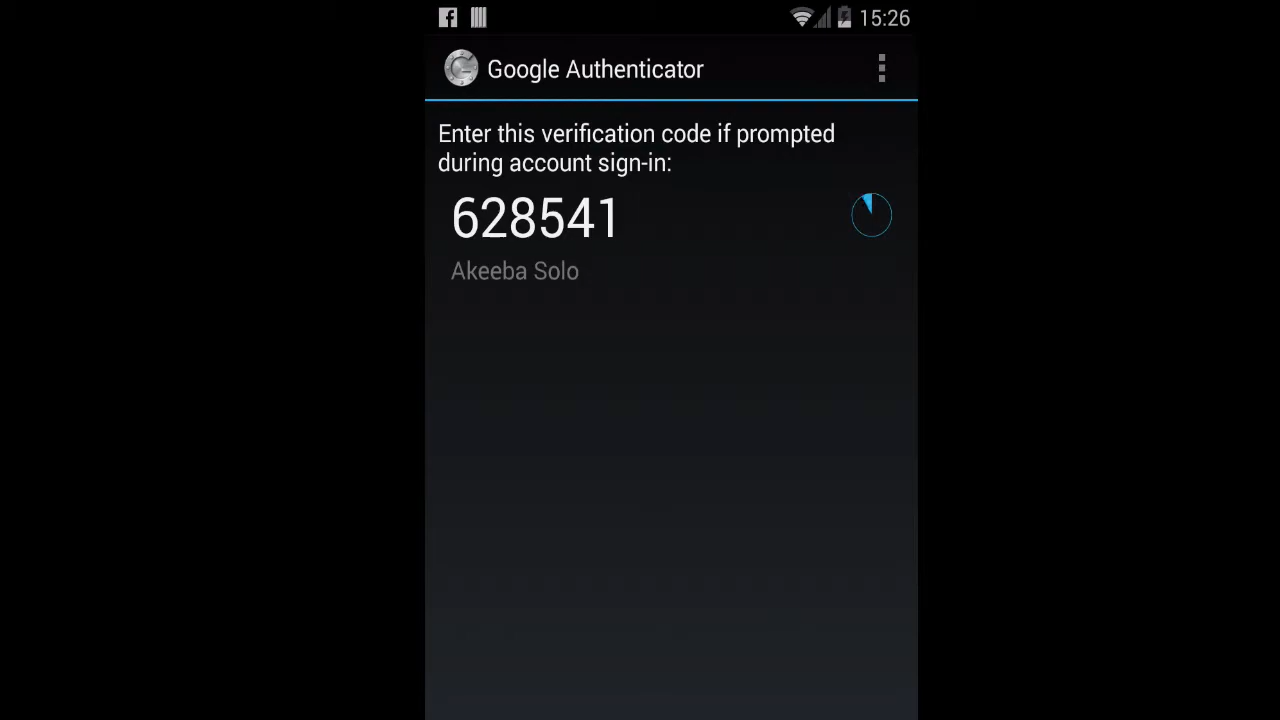 15:26
Google Authenticator
Enter this verification code if prompted
during account sign-in:
628541
Akeeba Solo